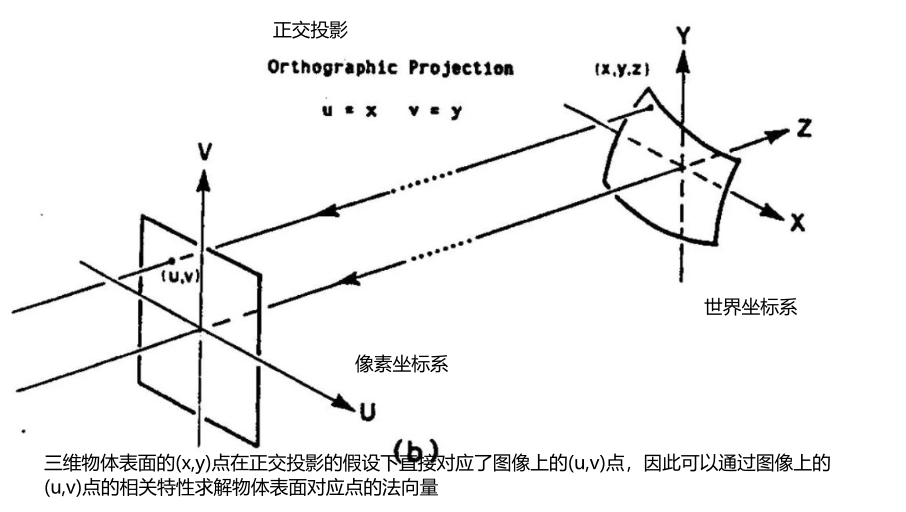 正交投影
Orthographic Projection
u = x v = y
(x,y,z)
Y
Z
X
世界坐标系
V
(u,v)
像素坐标系
U
(b)
三维物体表面的(x,y)点在正交投影的假设下直接对应了图像上的(u,v)点，因此可以通过图像上的
(u,v)点的相关特性求解物体表面对应点的法向量